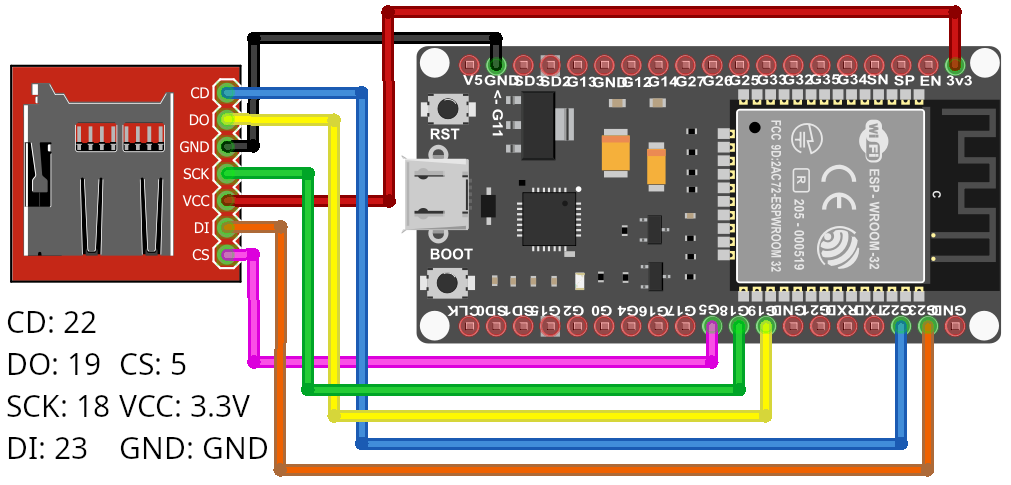 V5 GND SD3 SD2 G13 GND G12 G14 G27 G26 G25 G33 G32 G35 G34 SN SP EN 3v3
<- G11
RST
BOOT
CD
DO
GND
SCK
VCC
DI
CS
WiFi
ESP - WROOM -32
CE
R
205 - 000519
FCC 9D:2AC72-ESPWROOM 32
C
CLK SD0 SD1 G15 G2 G0 G4 G16 G17 G5 G18 G19 GND G21 RXD TXD G22 G23 GND
CD: 22
DO: 19 CS: 5
SCK: 18 VCC: 3.3V
DI: 23 GND: GND